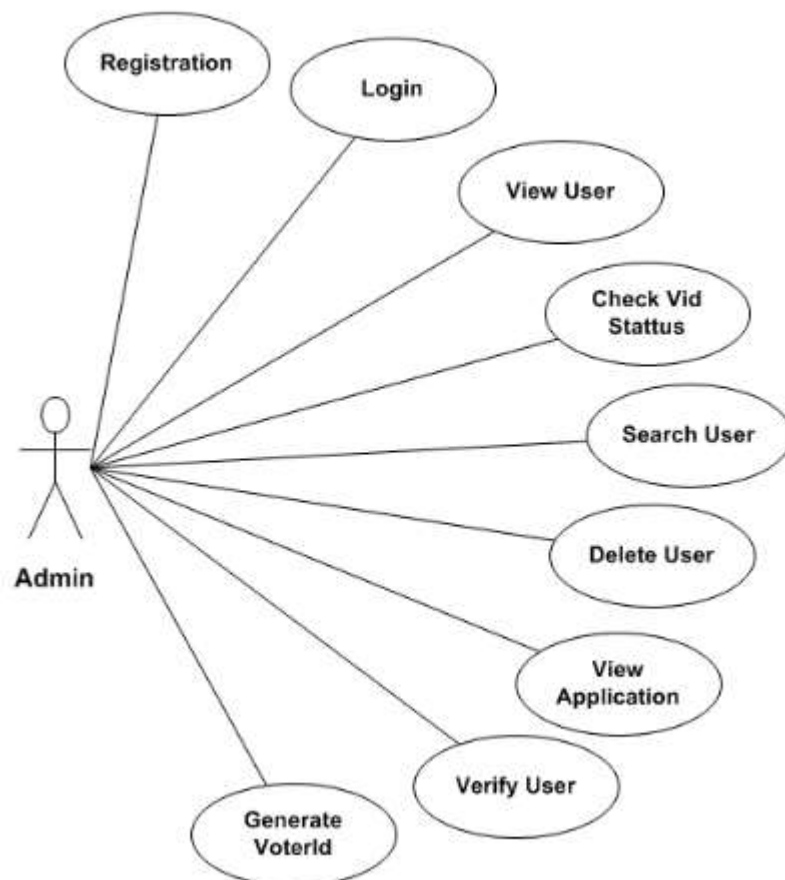 Registration
Login
View User
Check Vid
Stattus
Search User
Delete User
Admin
View
Application
Verify User
Generate
VoterId